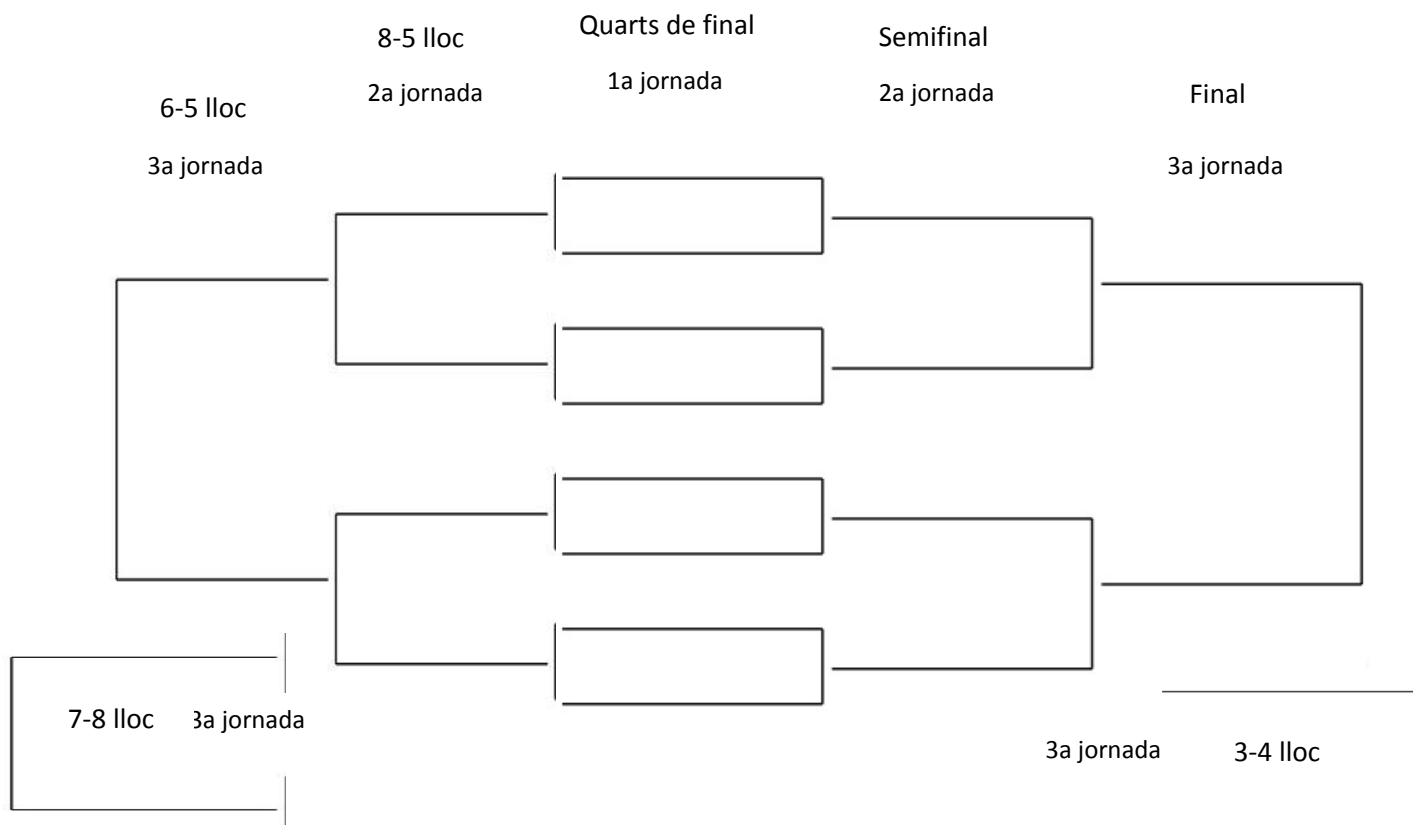 Quarts de final
8-5 lloc
Semifinal
1a jornada
2a jornada
2a jornada
6-5 lloc
Final
3a jornada
3a jornada
7-8 lloc
3a jornada
3a jornada
3-4 lloc